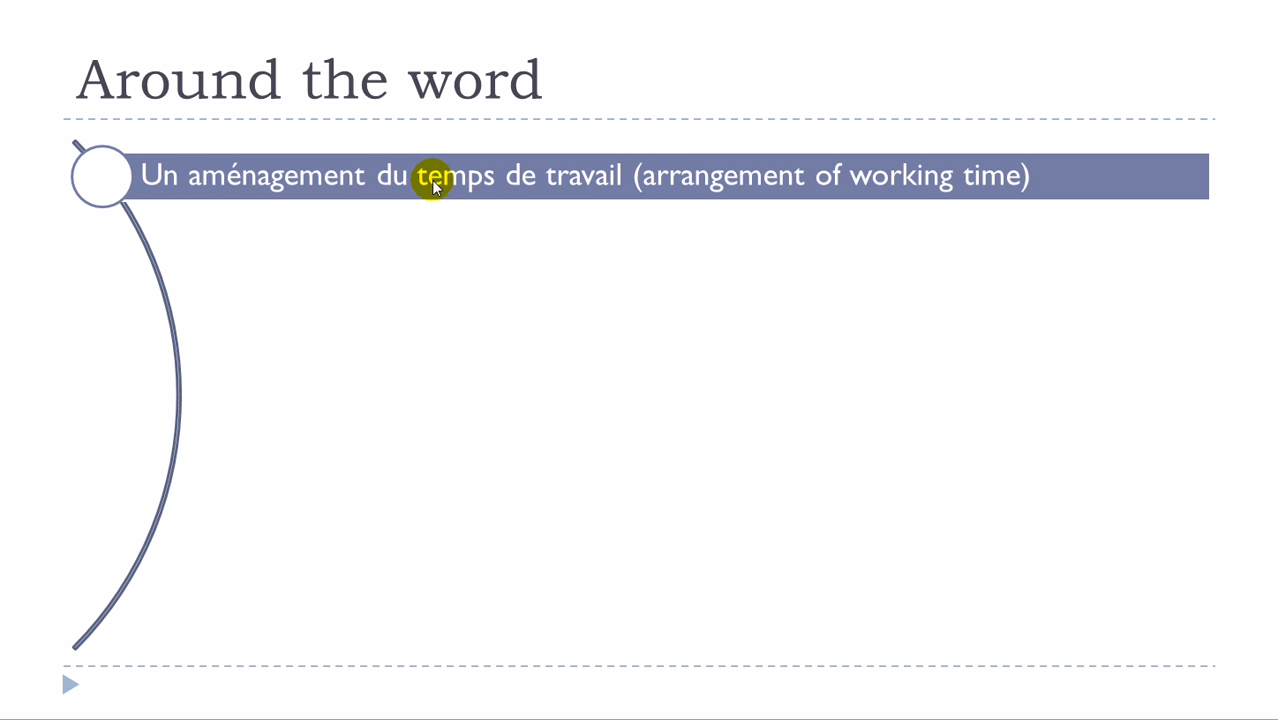 Around the word
Un aménagement du temps de travail (arrangement of working time)